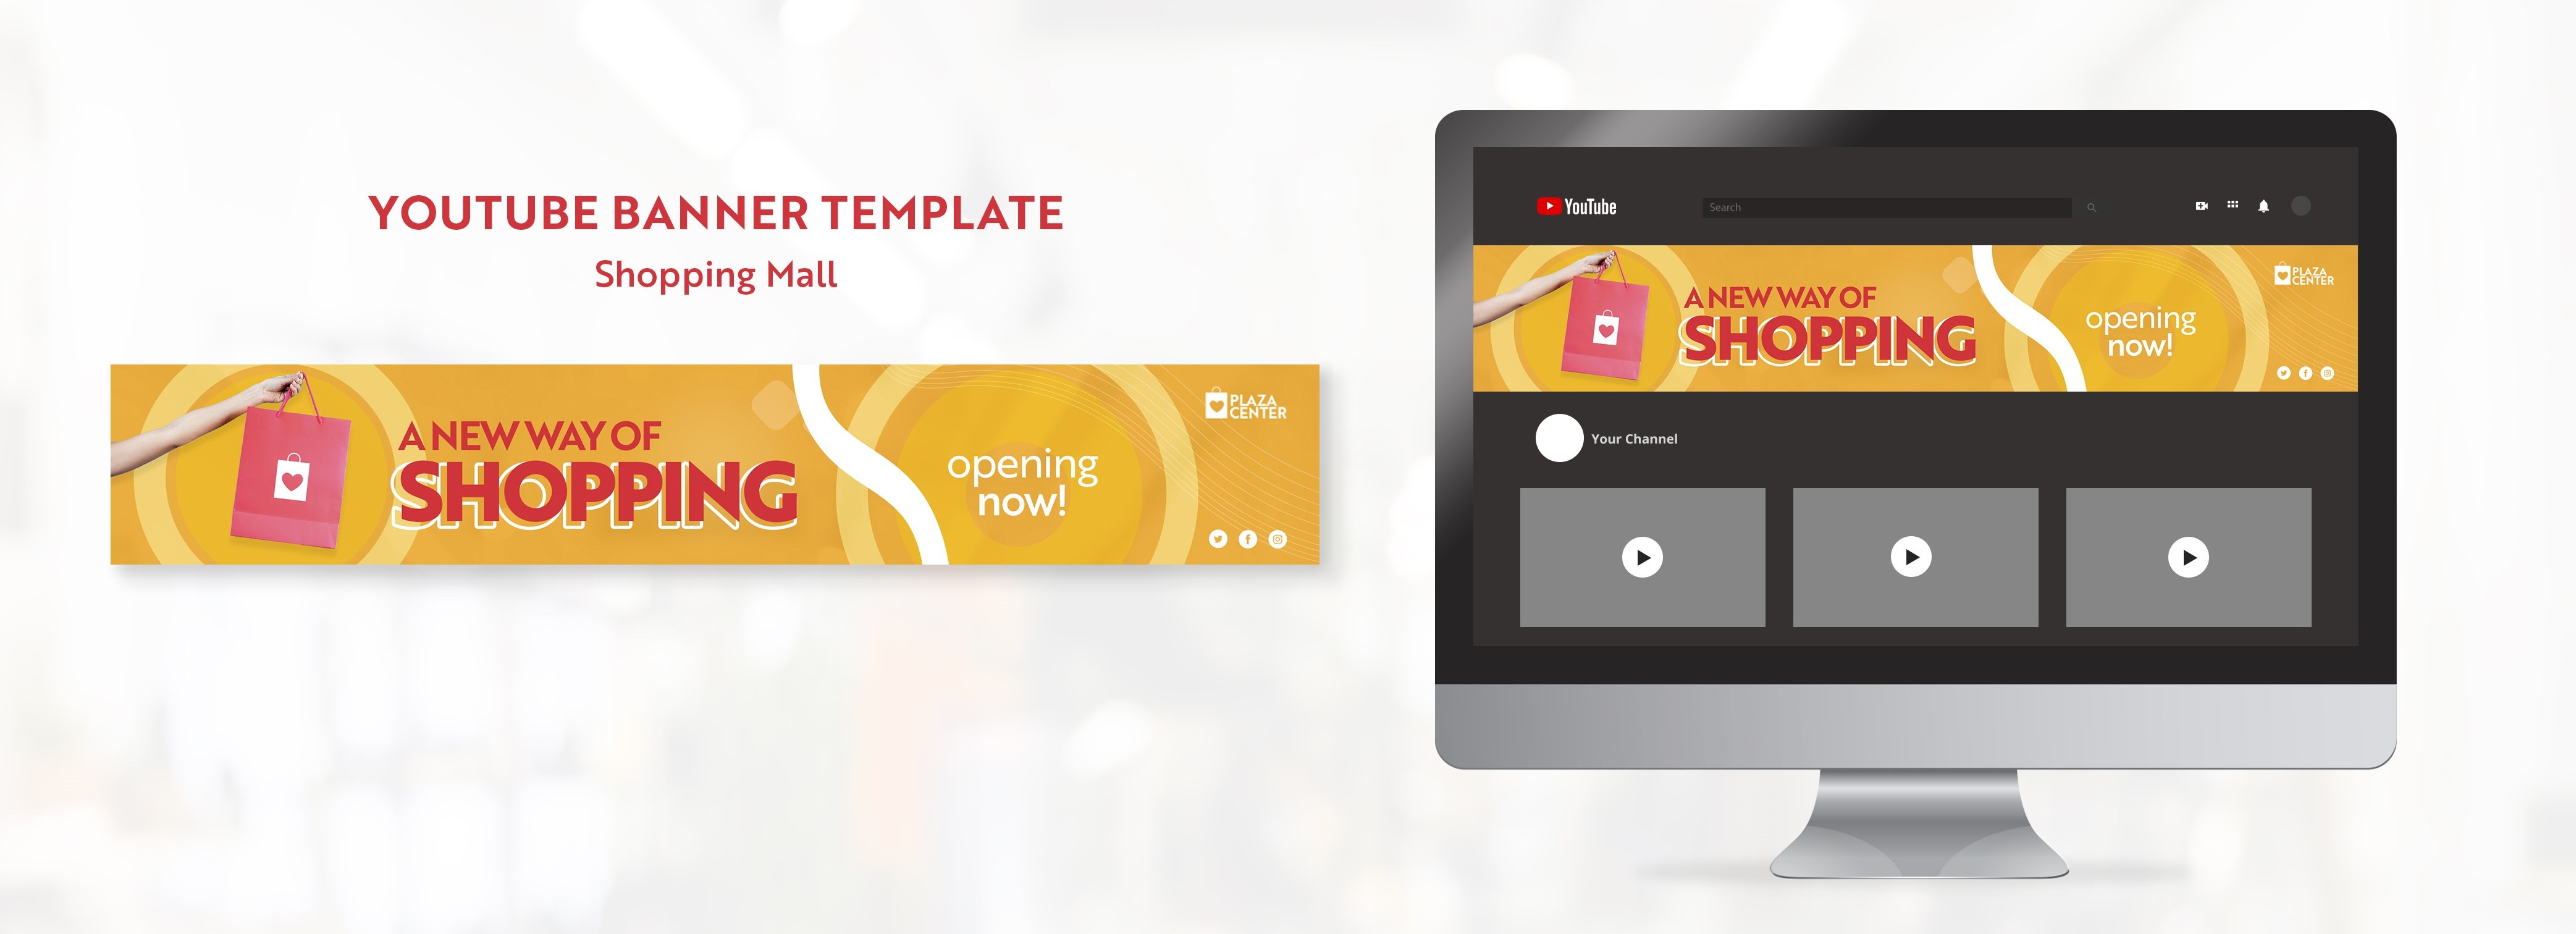 YOUTUBE BANNER TEMPLATE
Shopping Mall
A NEW WAY OF
SHOPPING
opening
now!
PLAZA
CENTER
YouTube
Search
A NEW WAY OF
SHOPPING
opening
now!
PLAZA
CENTER
Your Channel